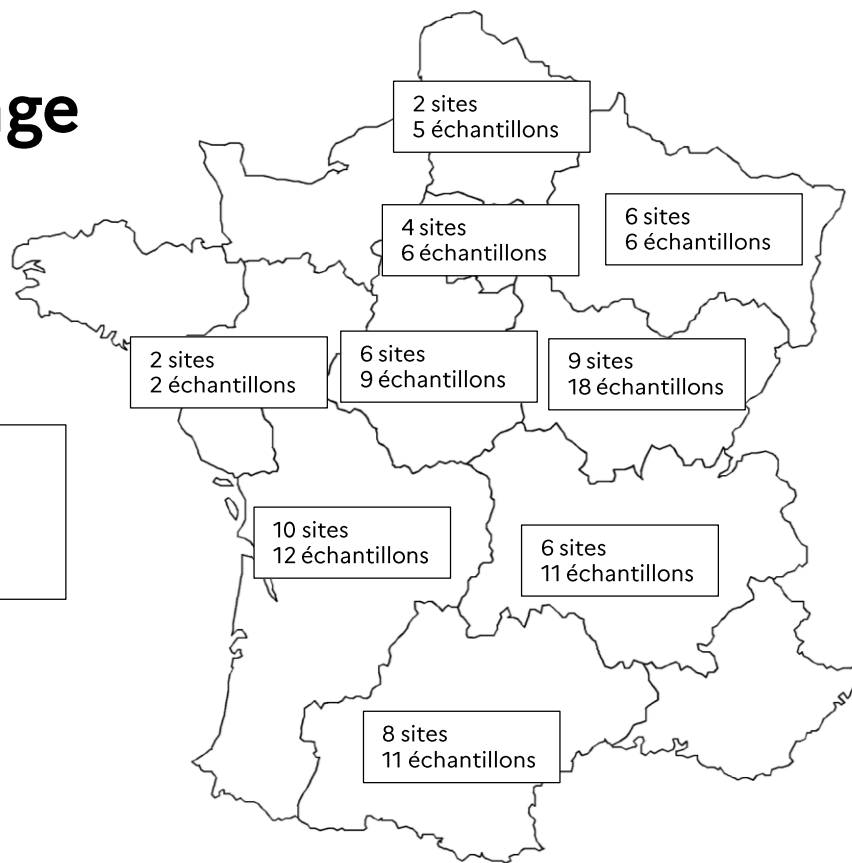 2 sites
5 échantillons
4 sites
6 échantillons
6 sites
6 échantillons
2 sites
2 échantillons
6 sites
9 échantillons
9 sites
18 échantillons
10 sites
12 échantillons
6 sites
11 échantillons
8 sites
11 échantillons